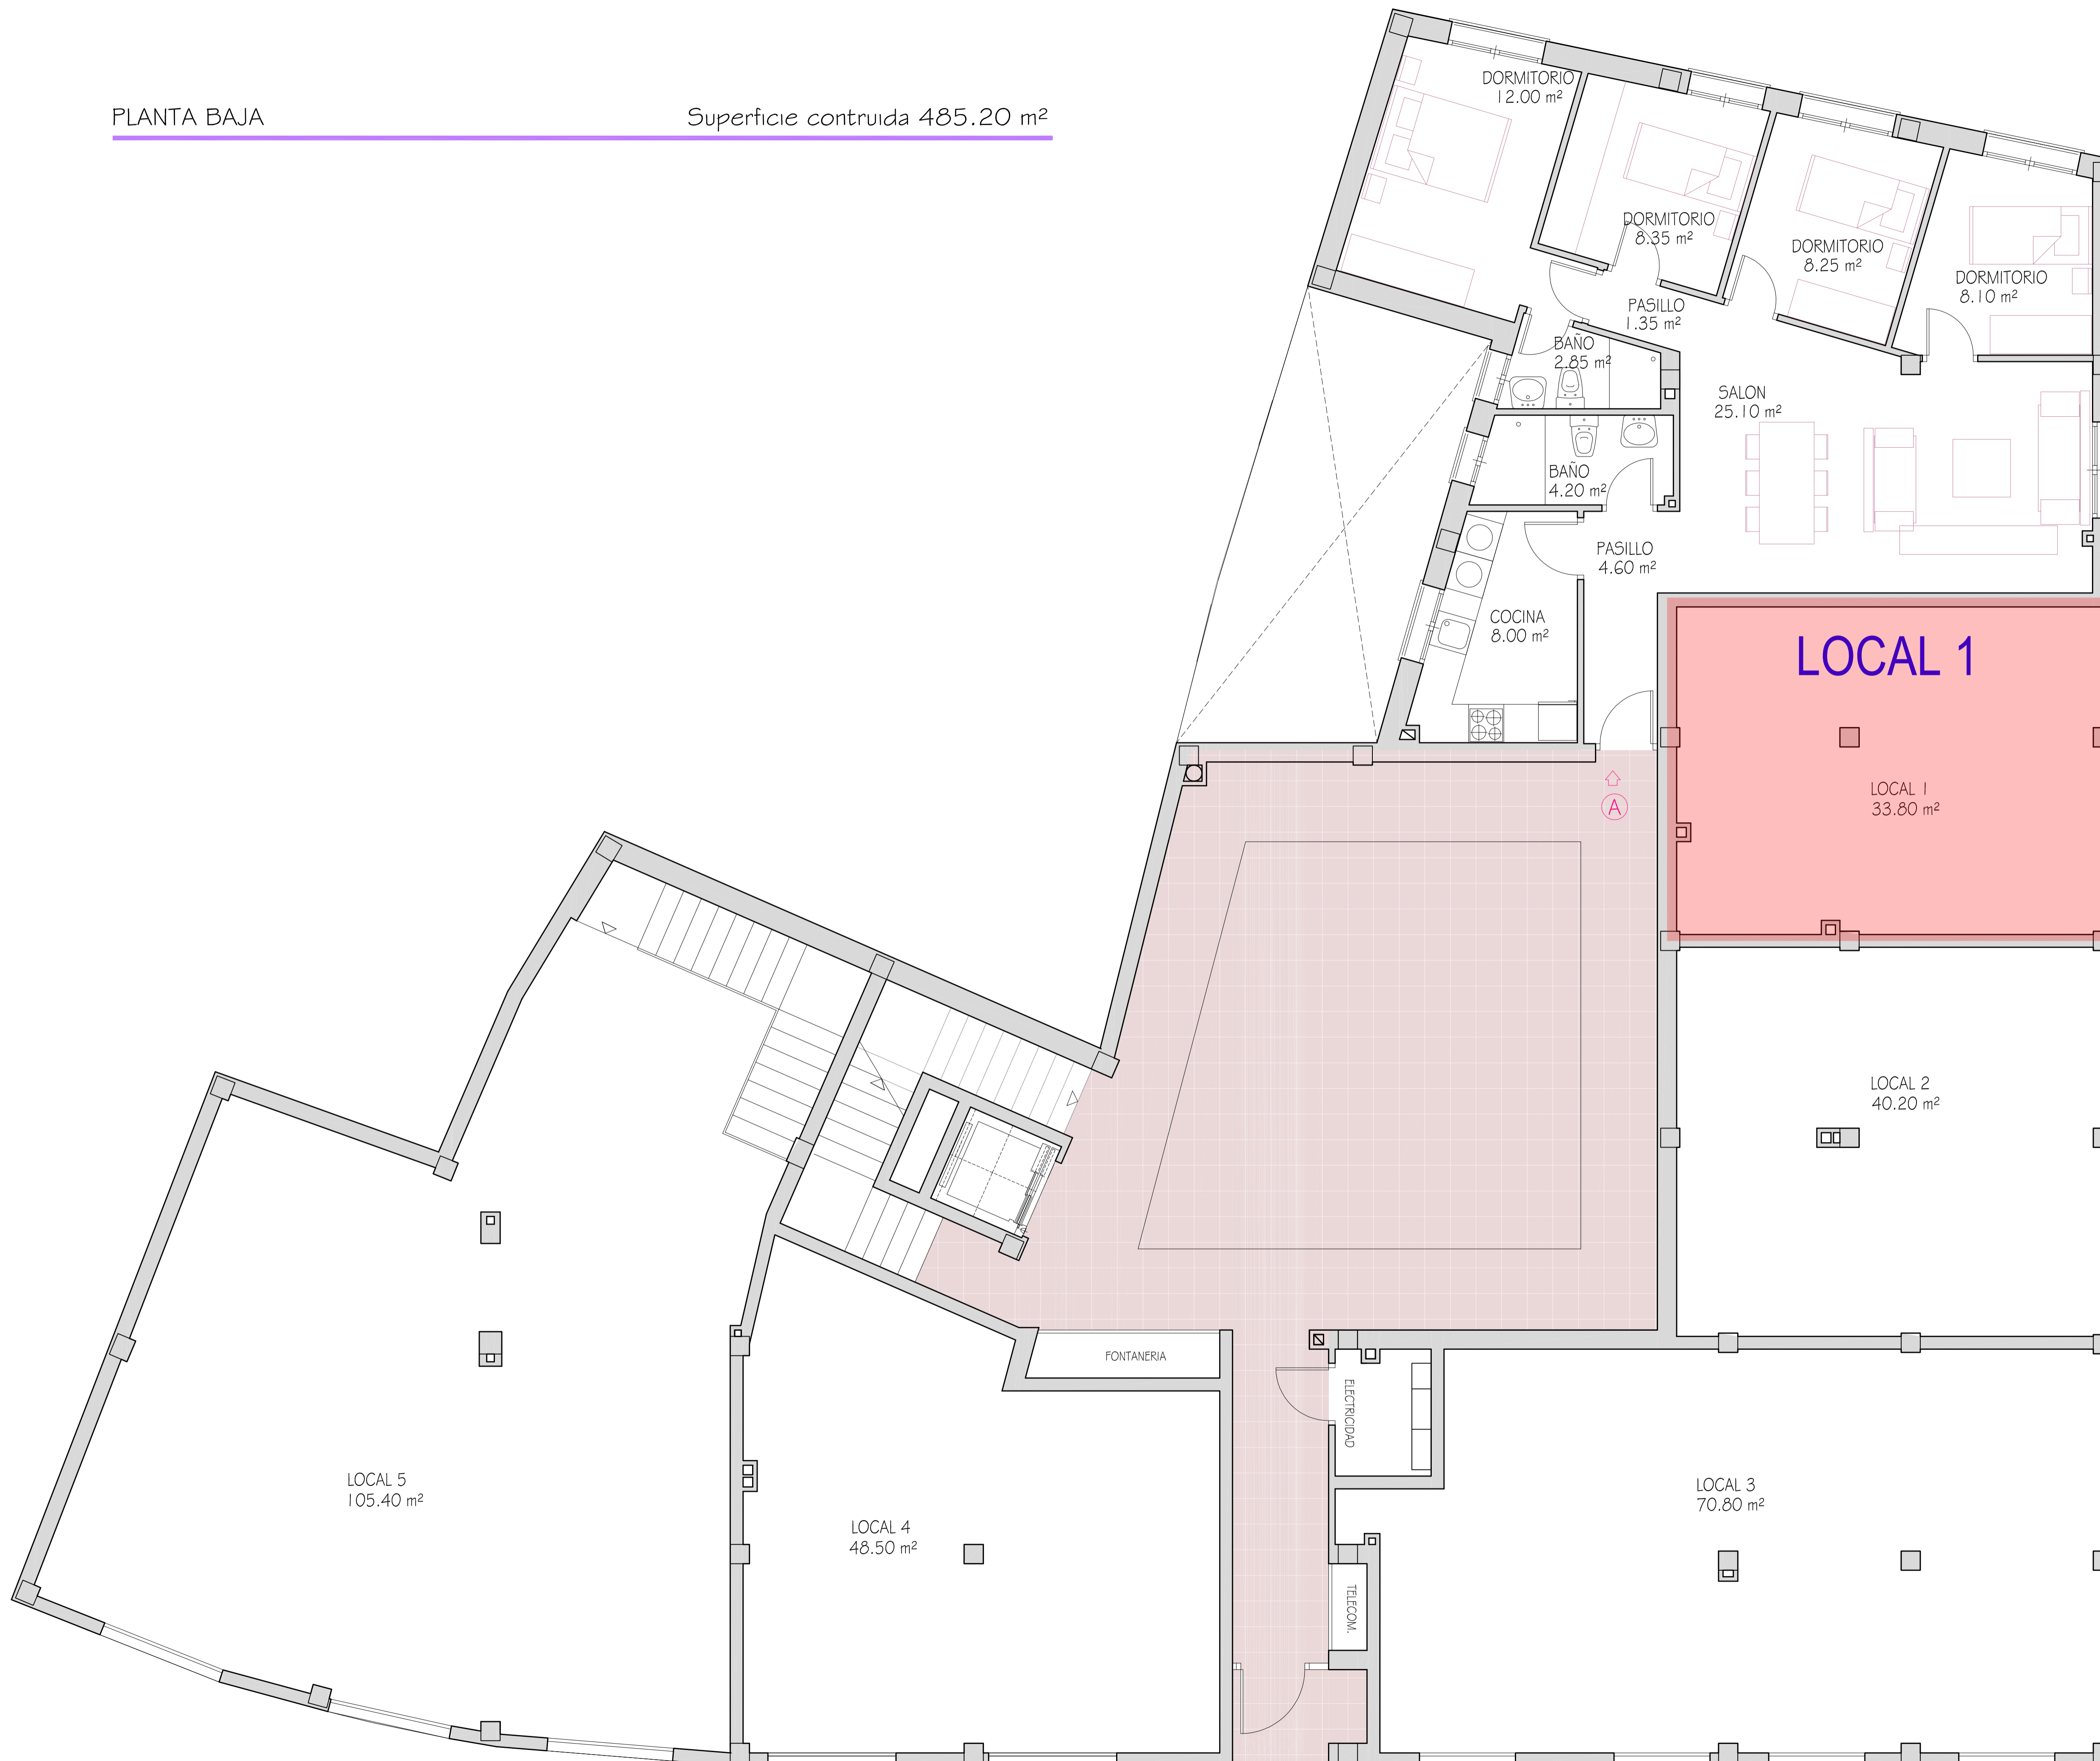 PLANTA BAJA
Superficie contruida 485.20 m²
DORMITORIO
12.00 m²
DORMITORIO
8.35 m²
DORMITORIO
8.25 m²
DORMITORIO
8.10 m²
PASILLO
1.35 m²
BAÑO
2.85 m²
SALON
25.10 m²
BAÑO
4.20 m²
PASILLO
4.60 m²
COCINA
8.00 m²
LOCAL 1
LOCAL 1
33.80 m²
A
LOCAL 2
40.20 m²
FONTANERIA
ELECTRICIDAD
LOCAL 5
105.40 m²
LOCAL 4
48.50 m²
LOCAL 3
70.80 m²
TELECOM.